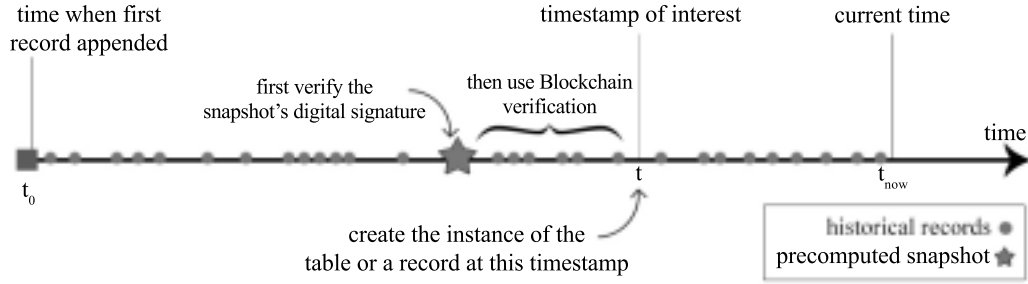 time when first
record appended
timestamp of interest
current time
first verify the
snapshot's digital signature
then use Blockchain
verification
time
t0
t
tnow
create the instance of the
table or a record at this timestamp
historical records
precomputed snapshot